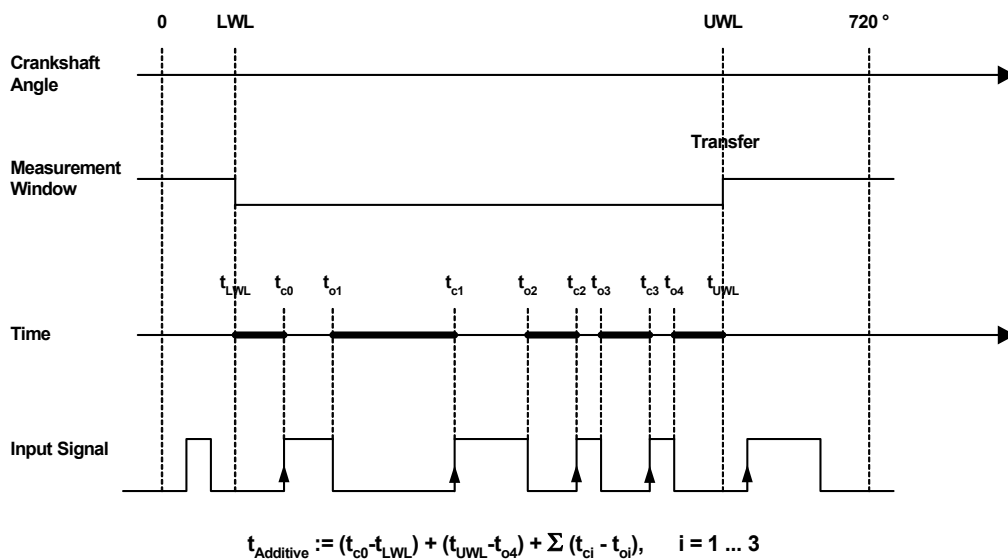 0 LWL UWL 720 °
Crankshaft
Angle
Transfer
Measurement
Window
t_LWL t_c0 t_o1 t_c1 t_o2 t_c2 t_o3 t_c3 t_o4 t_UWL
Time
Input Signal
t_Additive := (t_c0-t_LWL) + (t_UWL-t_o4) + Σ (t_ci - t_oi), i = 1 ... 3